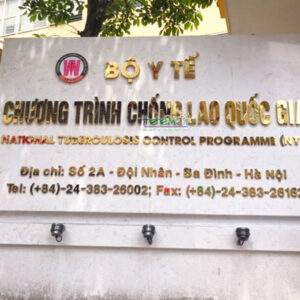 BỘ Y TẾ
CHƯƠNG TRÌNH CHỐNG LAO QUỐC GI
NATIONAL TUBERCULOSIS CONTROL PROGRAMME (NT
Địa chỉ: Số 2A - Đội Nhân - Ba Đình - Hà Nội
Tel: (+84)-24-383-26002; Fax: (+84)-24-383-2616